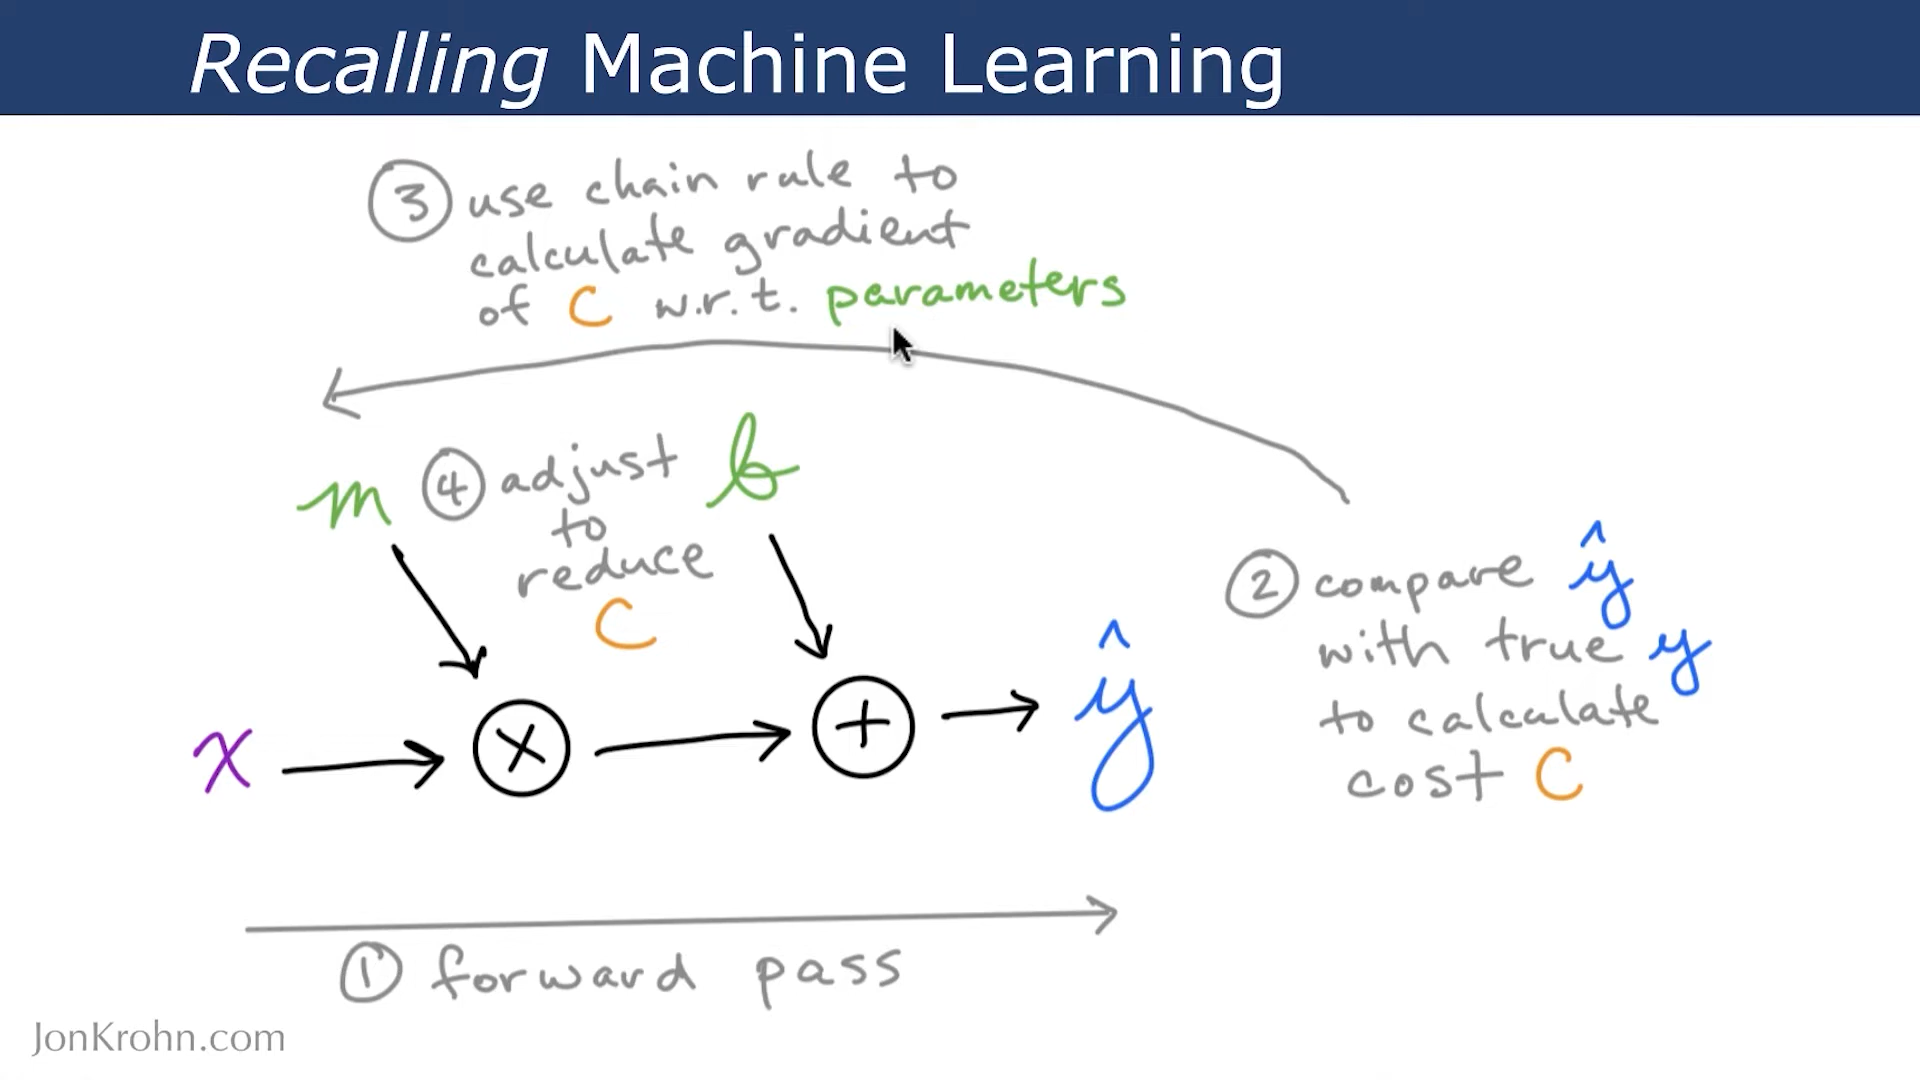 Recalling Machine Learning
③ use chain rule to
calculate gradient
of C w.r.t. parameters
m
④ adjust
to
reduce
C
b
x
×
+
ŷ
② compare ŷ
with true y
to calculate
cost C
① forward pass
JonKrohn.com